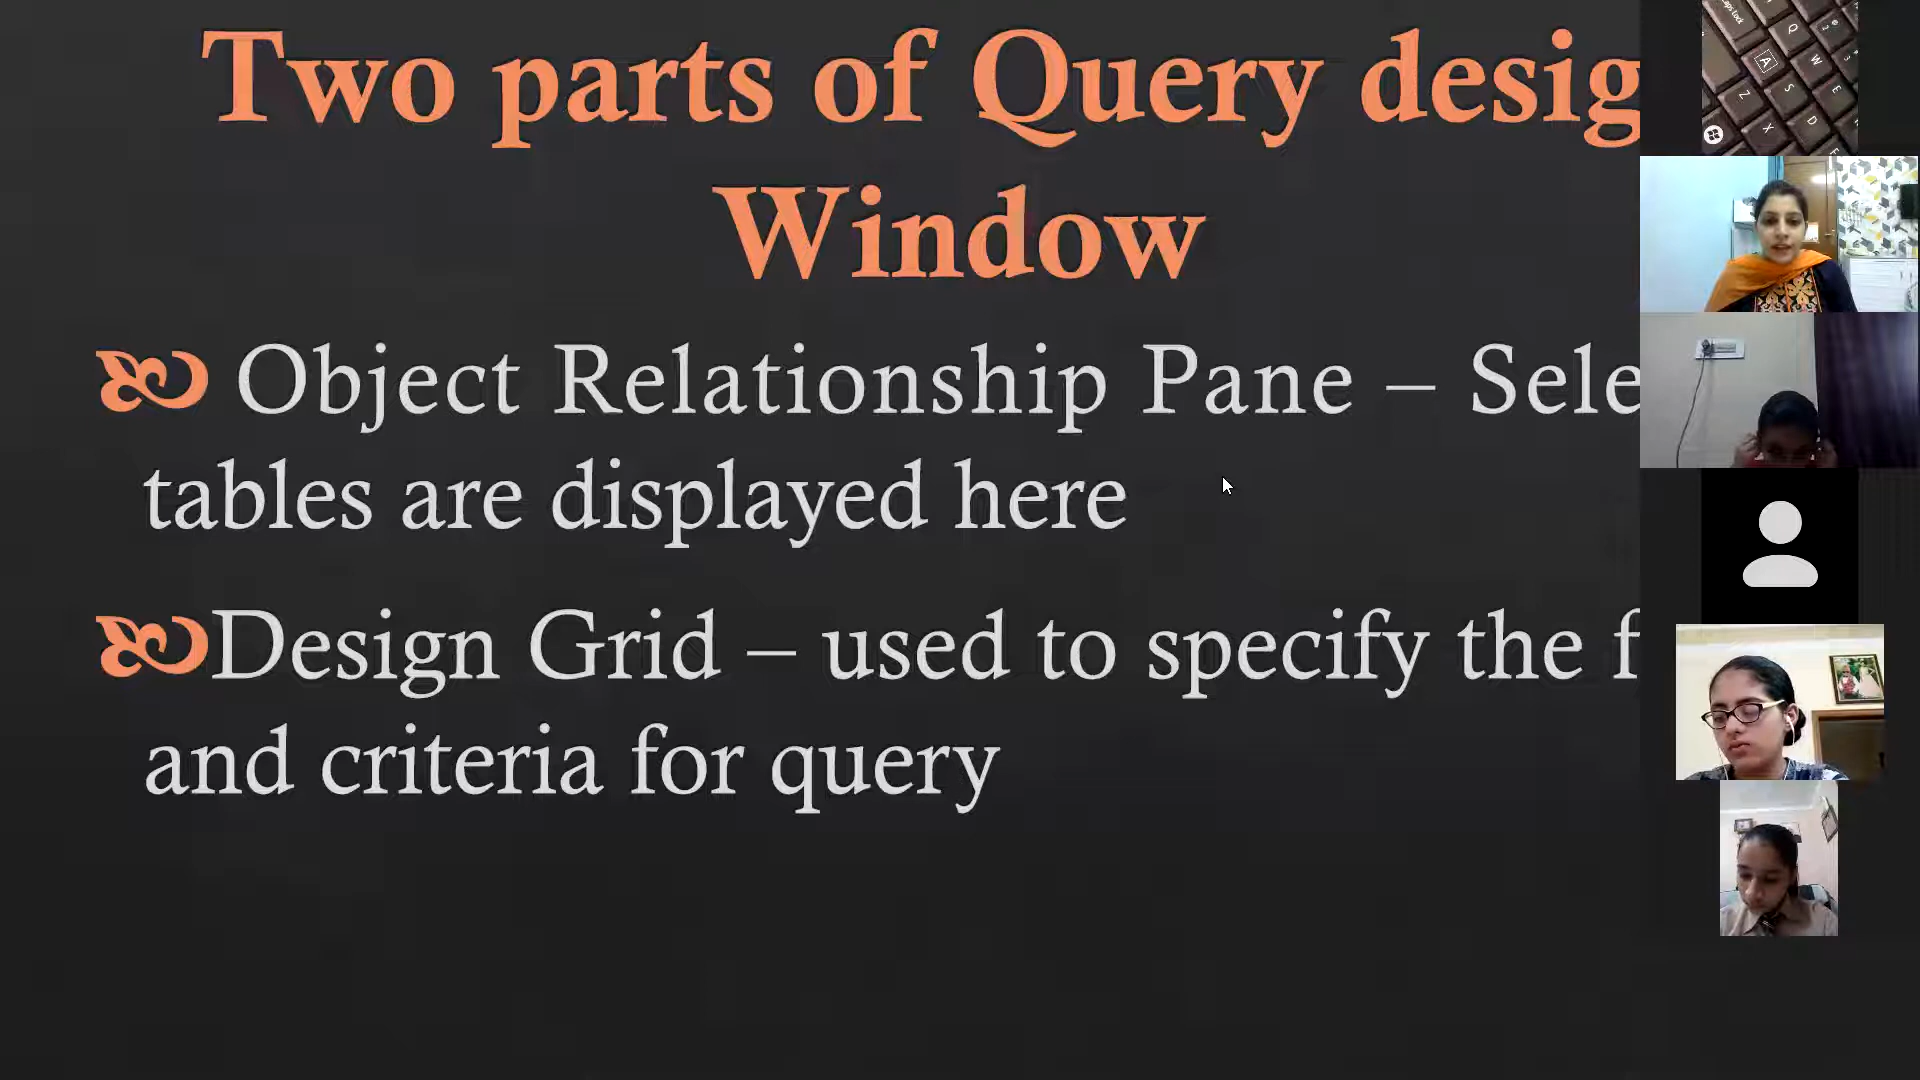 Two parts of Query desig
Window
Object Relationship Pane – Sele
tables are displayed here
Design Grid – used to specify the f
and criteria for query